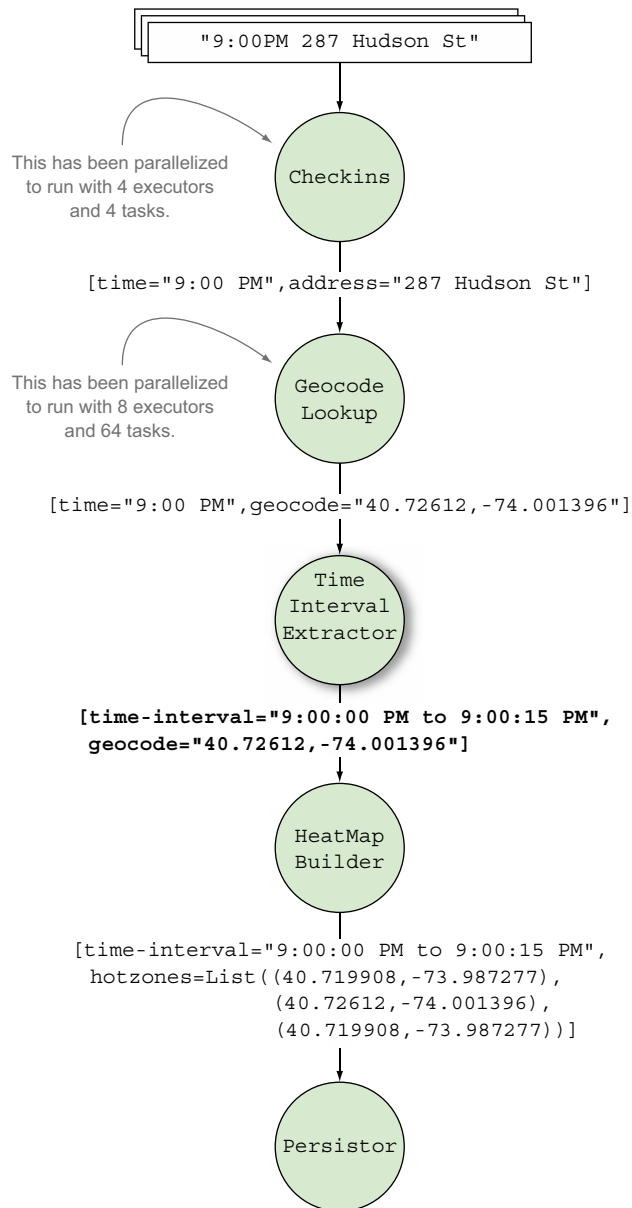 "9:00PM 287 Hudson St"
This has been parallelized
to run with 4 executors
and 4 tasks.
Checkins
[time="9:00 PM",address="287 Hudson St"]
This has been parallelized
to run with 8 executors
and 64 tasks.
Geocode
Lookup
[time="9:00 PM",geocode="40.72612,-74.001396"]
Time
Interval
Extractor
[time-interval="9:00:00 PM to 9:00:15 PM",
geocode="40.72612,-74.001396"]
HeatMap
Builder
[time-interval="9:00:00 PM to 9:00:15 PM",
hotzones=List((40.719908,-73.987277),
(40.72612,-74.001396),
(40.719908,-73.987277))]
Persistor